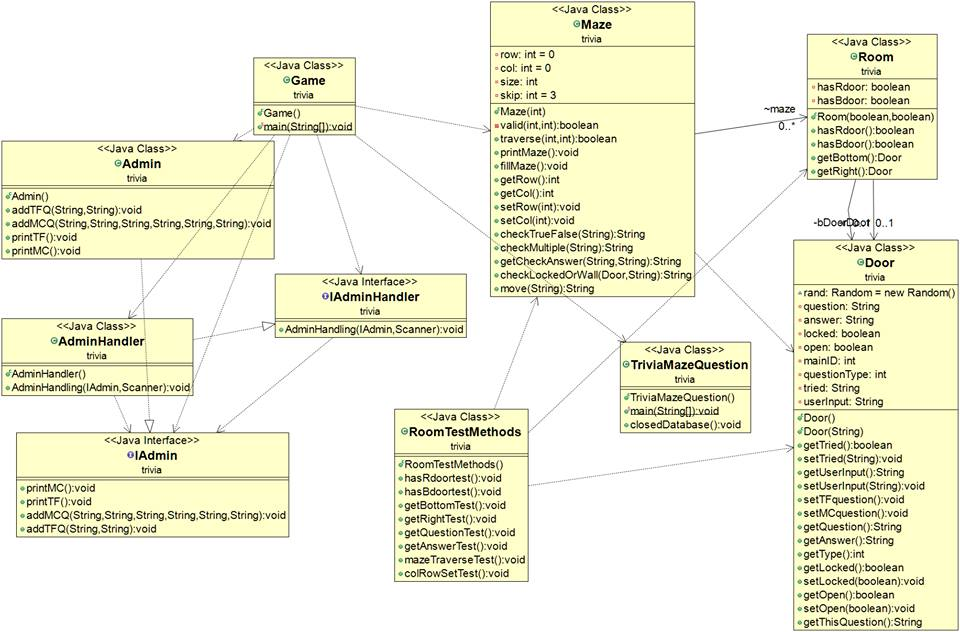 <<Java Class>>
Game
trivia
Game()
main(String[]):void
<<Java Class>>
Admin
trivia
Admin()
addTFQ(String,String):void
addMCQ(String,String,String,String,String,String):void
printTF():void
printMC():void
<<Java Class>>
AdminHandler
trivia
AdminHandler()
AdminHandling(IAdmin,Scanner):void
<<Java Interface>>
IAdminHandler
trivia
AdminHandling(IAdmin,Scanner):void
<<Java Interface>>
IAdmin
trivia
printMC():void
printTF():void
addMCQ(String,String,String,String,String,String):void
addTFQ(String,String):void
<<Java Class>>
Maze
trivia
row: int = 0
col: int = 0
size: int
skip: int = 3
Maze(int)
valid(int,int):boolean
traverse(int,int):boolean
printMaze():void
fillMaze():void
getRow():int
getCol():int
setRow(int):void
setCol(int):void
checkTrueFalse(String):String
checkMultiple(String):String
getCheckAnswer(String,String):String
checkLockedOrWall(Door,String):String
move(String):String
<<Java Class>>
TriviaMazeQuestion
trivia
TriviaMazeQuestion()
main(String[]):void
closedDatabase():void
<<Java Class>>
RoomTestMethods
trivia
RoomTestMethods()
hasRdoortest():void
hasBdoortest():void
getBottomTest():void
getRightTest():void
getQuestionTest():void
getAnswerTest():void
mazeTraverseTest():void
colRowSetTest():void
~maze
0..*
<<Java Class>>
Room
trivia
hasRdoor: boolean
hasBdoor: boolean
Room(boolean,boolean)
hasRdoor():boolean
hasBdoor():boolean
getBottom():Door
getRight():Door
0..1
<<Java Class>>
Door
trivia
rand: Random = new Random()
question: String
answer: String
locked: boolean
open: boolean
mainID: int
questionType: int
tried: String
userInput: String
Door()
Door(String)
getTried():boolean
setTried(String):void
getUserInput():String
setUserInput(String):void
setTFquestion():void
setMCquestion():void
getQuestion():String
getAnswer():String
getType():int
getLocked():boolean
setLocked(boolean):void
getOpen():boolean
setOpen(boolean):void
getThisQuestion():String